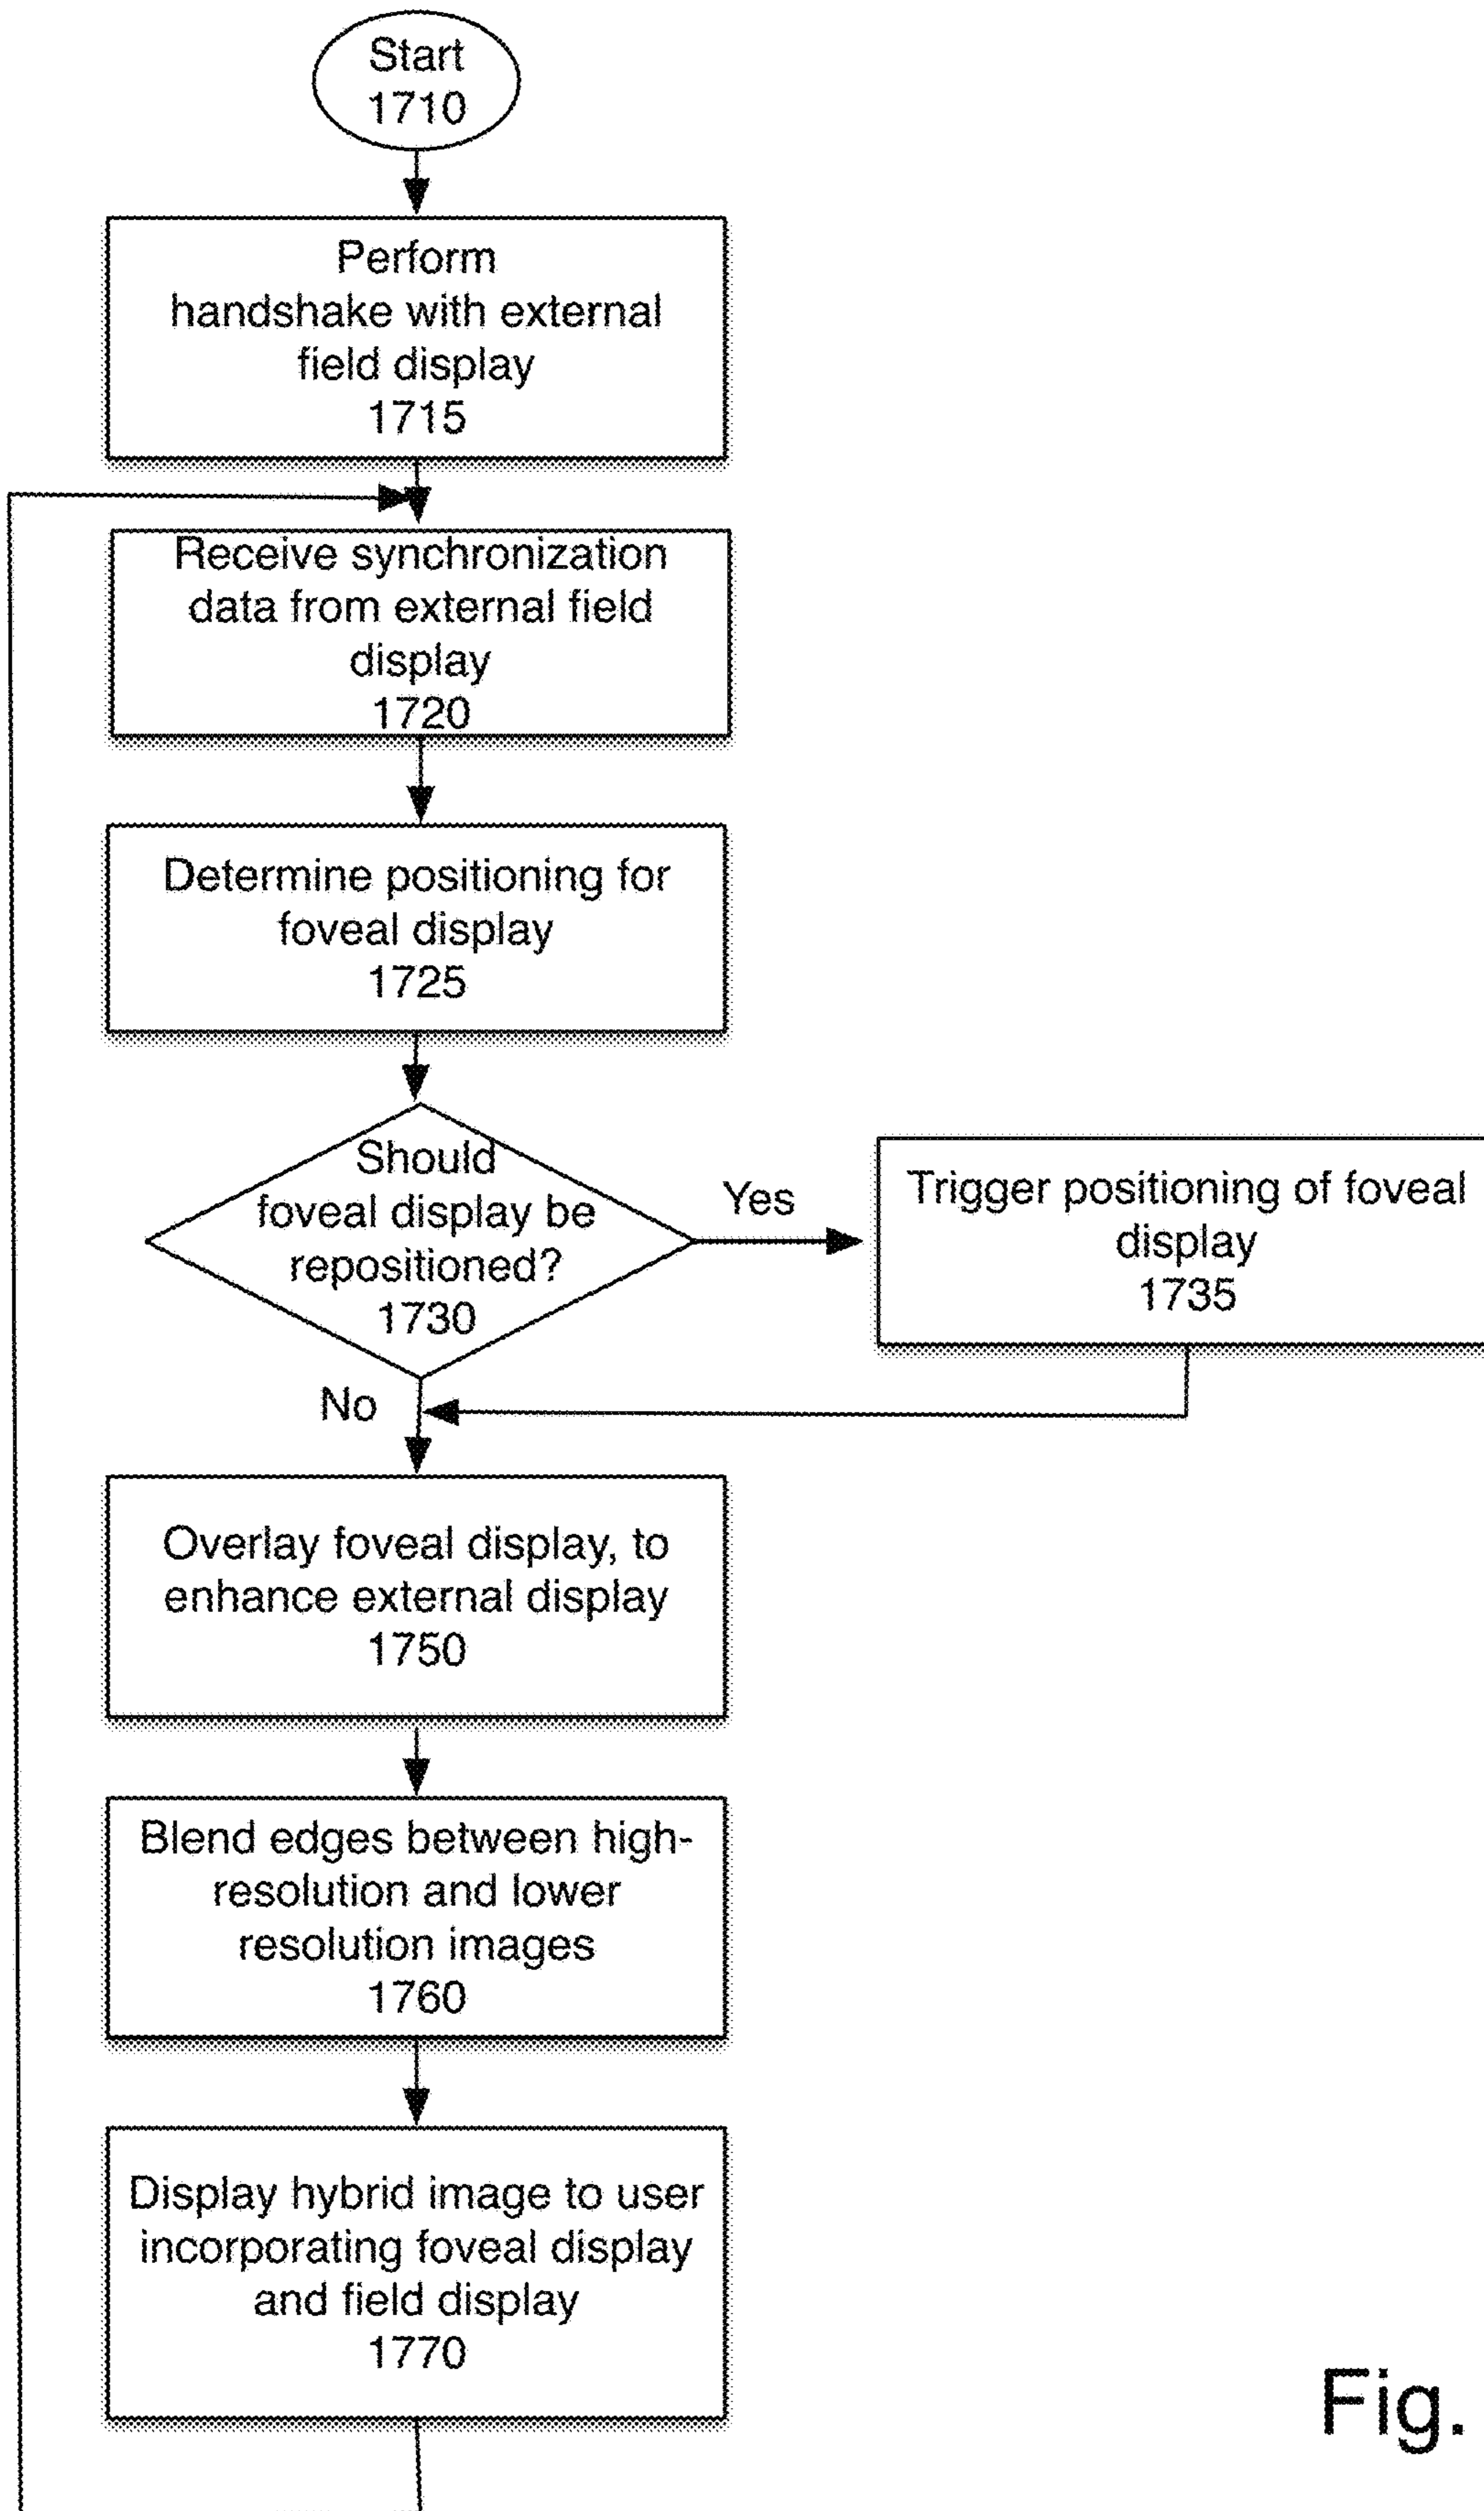 Start
1710
Perform
handshake with external
field display
1715
Receive synchronization
data from external field
display
1720
Determine positioning for
foveal display
1725
Should
foveal display be
repositioned?
1730
Yes
Trigger positioning of foveal
display
1735
No
Overlay foveal display, to
enhance external display
1750
Blend edges between high-
resolution and lower
resolution images
1760
Display hybrid image to user
incorporating foveal display
and field display
1770
Fig.